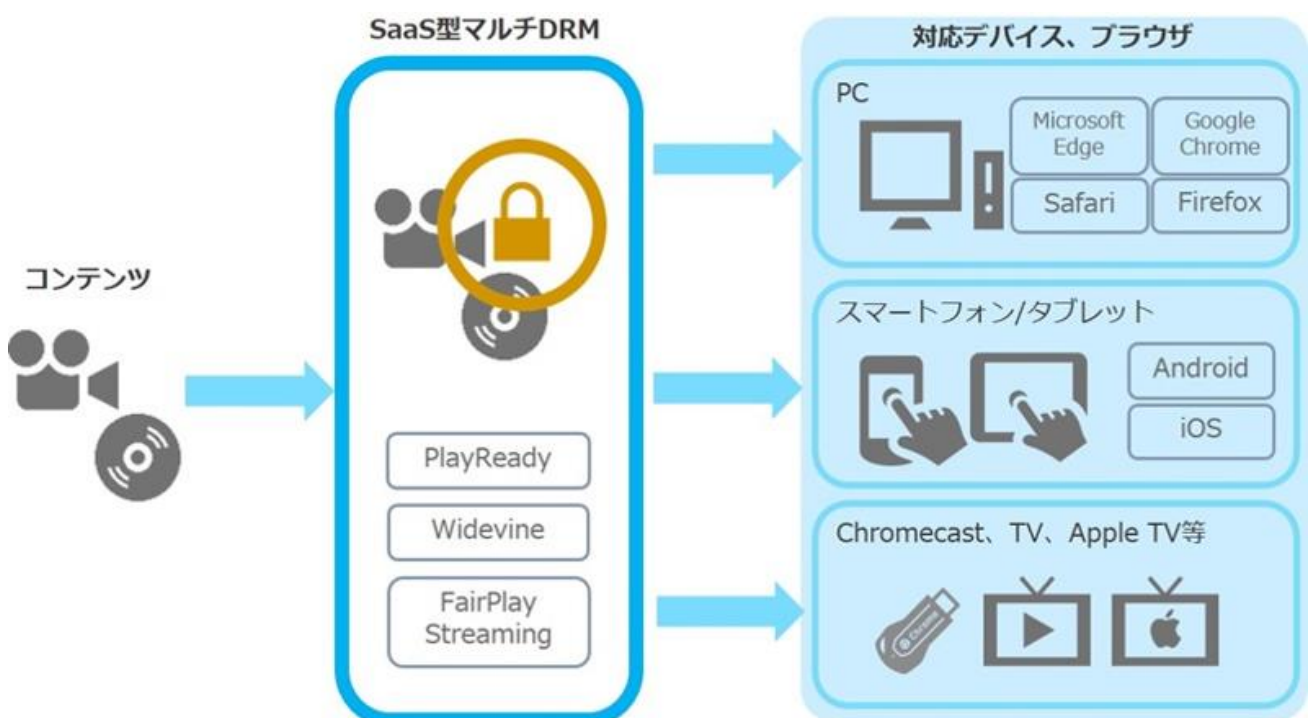 コンテンツ
SaaS型マルチDRM
PlayReady
Widevine
FairPlay
Streaming
対応デバイス、ブラウザ
PC
Microsoft
Edge
Google
Chrome
Safari
Firefox
スマートフォン/タブレット
Android
iOS
Chromecast、TV、Apple TV等
Chrome